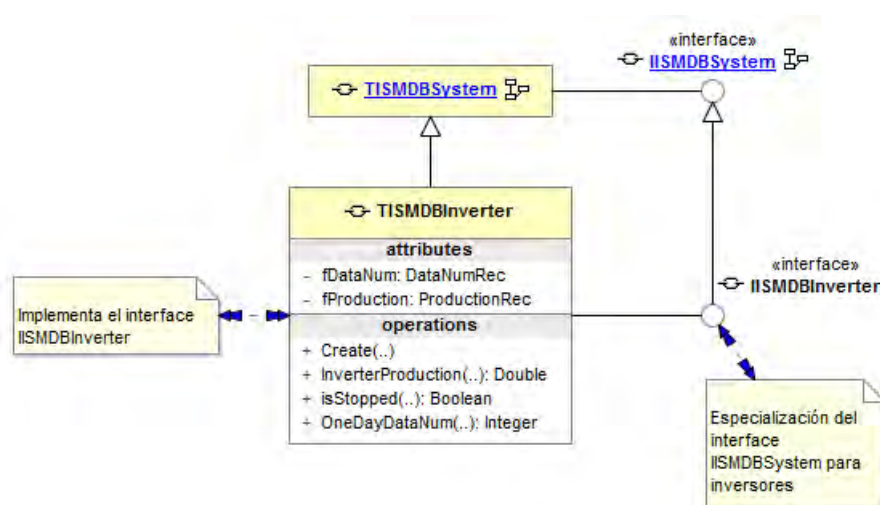 «interface»
IISMDBSystem
TISMDBSystem
TISMDBInverter
attributes
- fDataNum: DataNumRec
- fProduction: ProductionRec
operations
+ Create(..)
+ InverterProduction(..): Double
+ isStopped(..): Boolean
+ OneDayDataNum(..): Integer
Implementa el interface
IISMDBInverter
«interface»
IISMDBInverter
Especialización del
interface
IISMDBSystem para
inversores